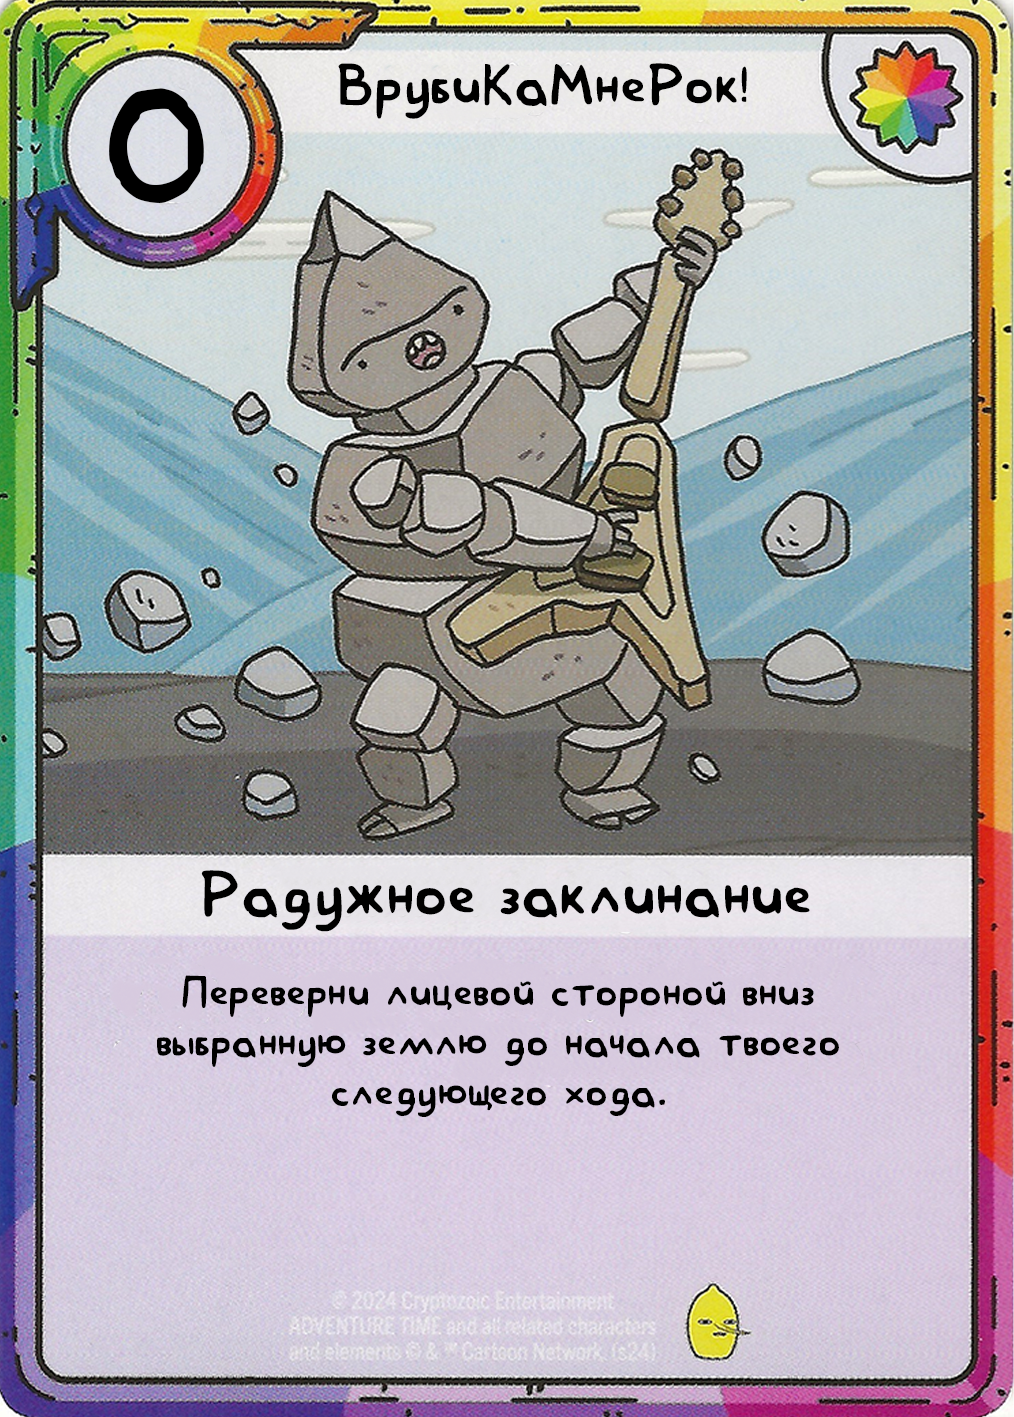 0
ВрубиКаМнеРок!
Радужное заклинание
Переверни лицевой стороной вниз
выбранную землю до начала твоего
следующего хода.
© 2024 Cryptozoic Entertainment
ADVENTURE TIME and all related characters
and elements © & ™ Cartoon Network. (s24)